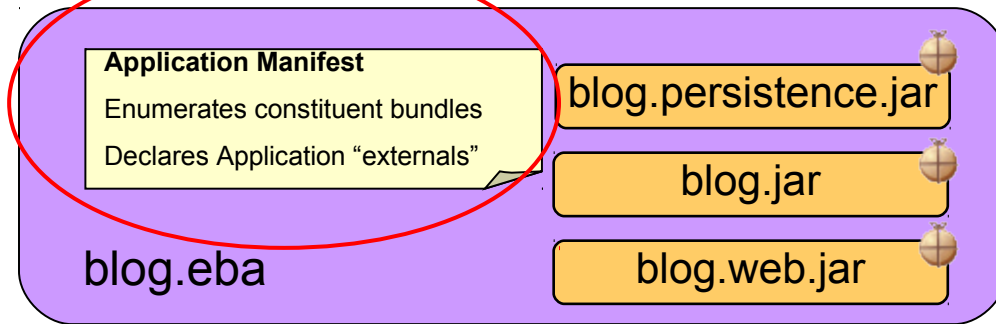 Application Manifest
Enumerates constituent bundles
Declares Application “externals”
blog.eba
blog.persistence.jar
blog.jar
blog.web.jar